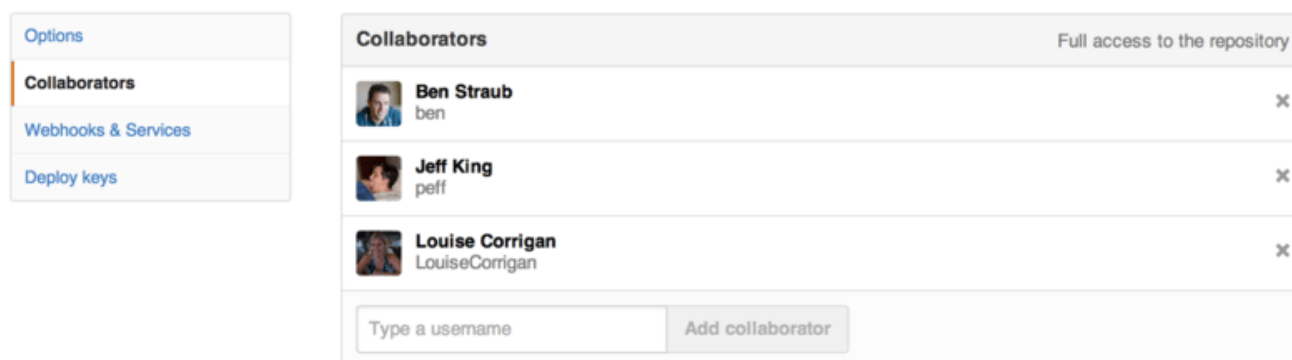 Options
Collaborators
Webhooks & Services
Deploy keys
Collaborators
Full access to the repository
Ben Straub
ben
Jeff King
peff
Louise Corrigan
LouiseCorrigan
Type a username
Add collaborator